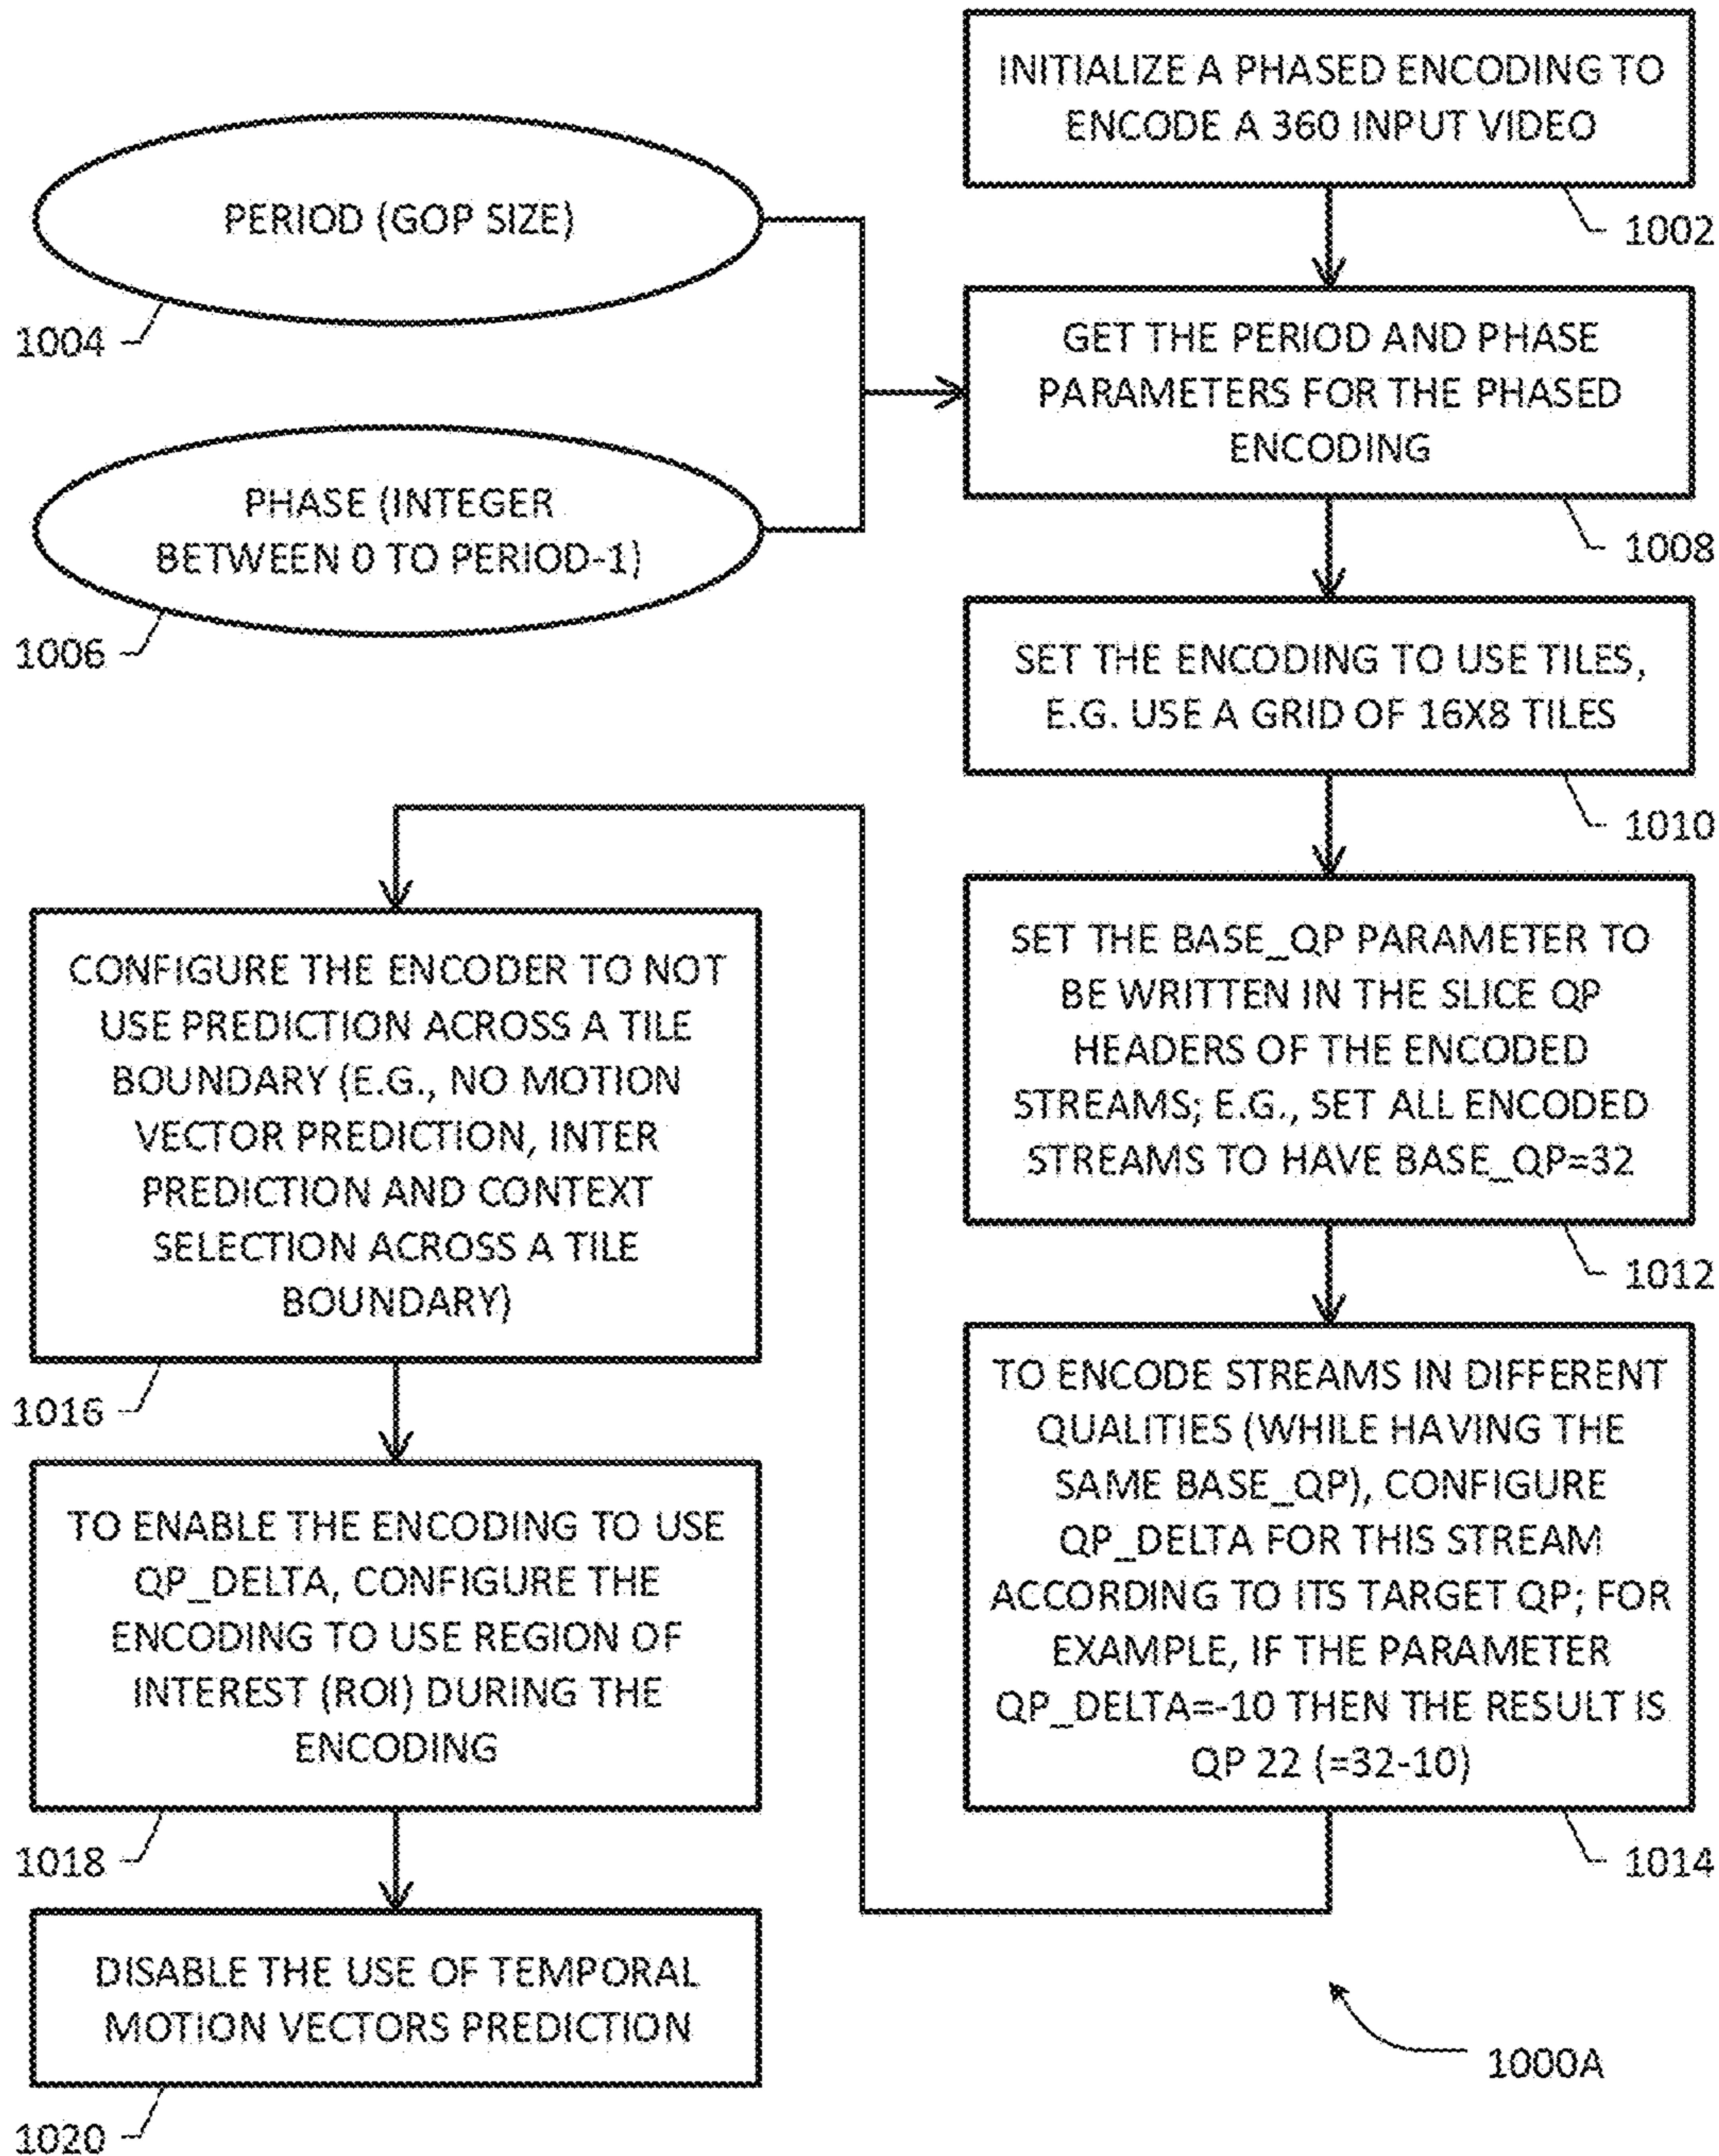 INITIALIZE A PHASED ENCODING TO
ENCODE A 360 INPUT VIDEO
1002
PERIOD (GOP SIZE)
1004
PHASE (INTEGER
BETWEEN 0 TO PERIOD-1)
1006
GET THE PERIOD AND PHASE
PARAMETERS FOR THE PHASED
ENCODING
1008
SET THE ENCODING TO USE TILES,
E.G. USE A GRID OF 16X8 TILES
1010
SET THE BASE_QP PARAMETER TO
BE WRITTEN IN THE SLICE QP
HEADERS OF THE ENCODED
STREAMS; E.G., SET ALL ENCODED
STREAMS TO HAVE BASE_QP=32
1012
TO ENCODE STREAMS IN DIFFERENT
QUALITIES (WHILE HAVING THE
SAME BASE_QP), CONFIGURE
QP_DELTA FOR THIS STREAM
ACCORDING TO ITS TARGET QP; FOR
EXAMPLE, IF THE PARAMETER
QP_DELTA=-10 THEN THE RESULT IS
QP 22 (=32-10)
1014
CONFIGURE THE ENCODER TO NOT
USE PREDICTION ACROSS A TILE
BOUNDARY (E.G., NO MOTION
VECTOR PREDICTION, INTER
PREDICTION AND CONTEXT
SELECTION ACROSS A TILE
BOUNDARY)
1016
TO ENABLE THE ENCODING TO USE
QP_DELTA, CONFIGURE THE
ENCODING TO USE REGION OF
INTEREST (ROI) DURING THE
ENCODING
1018
DISABLE THE USE OF TEMPORAL
MOTION VECTORS PREDICTION
1020
1000A